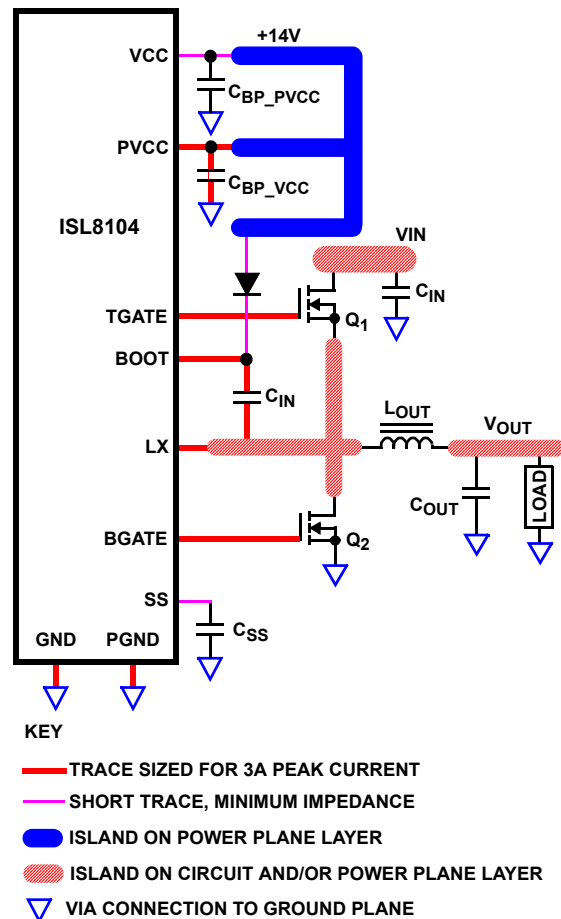 +14V
VCC
CBP_PVCC
PVCC
CBP_VCC
ISL8104
VIN
CIN
Q1
TGATE
BOOT
CIN
LOUT
VOUT
LX
COUT
LOAD
BGATE
Q2
SS
CSS
GND
PGND
KEY
TRACE SIZED FOR 3A PEAK CURRENT
SHORT TRACE, MINIMUM IMPEDANCE
ISLAND ON POWER PLANE LAYER
ISLAND ON CIRCUIT AND/OR POWER PLANE LAYER
VIA CONNECTION TO GROUND PLANE